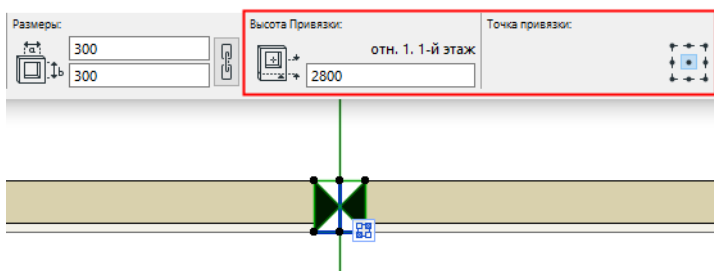 Размеры:
a
b
300
300
Высота Привязки:
отн. 1. 1-й этаж
2800
Точка привязки: